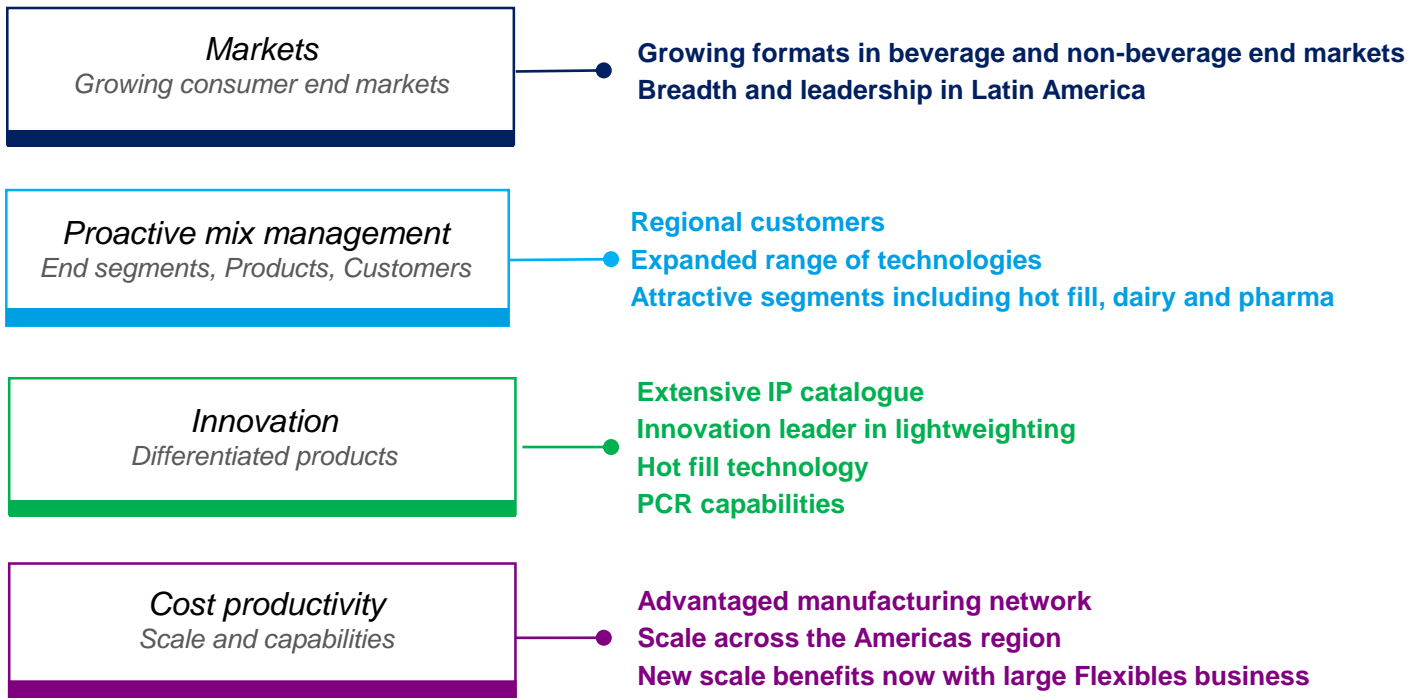 Markets
Growing consumer end markets
Growing formats in beverage and non-beverage end markets
Breadth and leadership in Latin America
Proactive mix management
End segments, Products, Customers
Regional customers
Expanded range of technologies
Attractive segments including hot fill, dairy and pharma
Innovation
Differentiated products
Extensive IP catalogue
Innovation leader in lightweighting
Hot fill technology
PCR capabilities
Cost productivity
Scale and capabilities
Advantaged manufacturing network
Scale across the Americas region
New scale benefits now with large Flexibles business